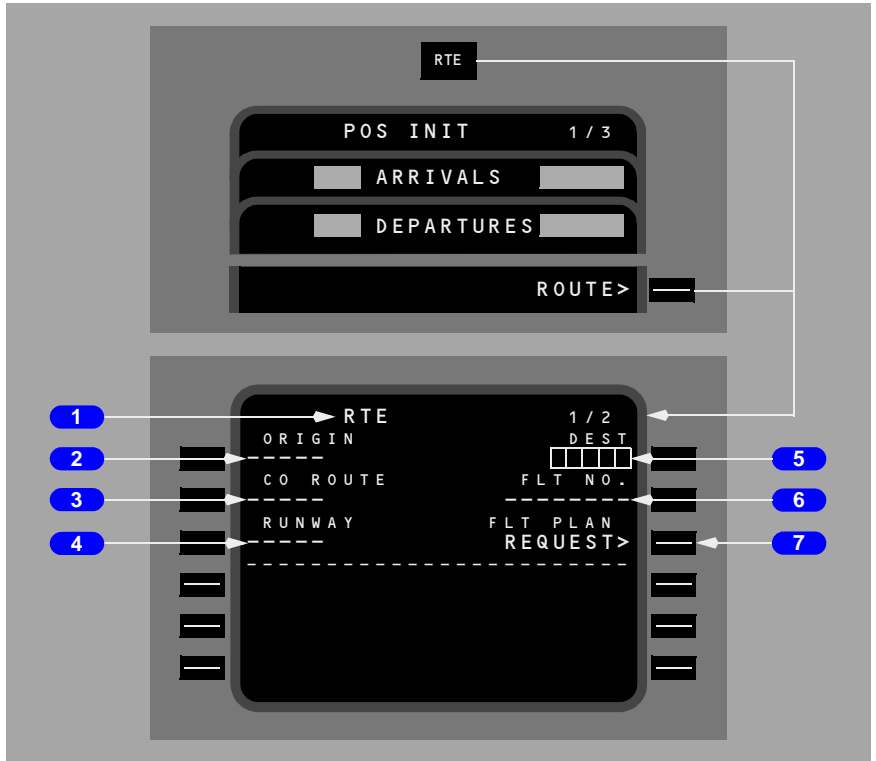 RTE
POS INIT 1/3
ARRIVALS
DEPARTURES
ROUTE>
1 RTE 1/2
ORIGIN DEST
2 ----- 5
CO ROUTE FLT NO.
3 ----- -------- 6
RUNWAY FLT PLAN
4 ----- REQUEST> 7
------------------------